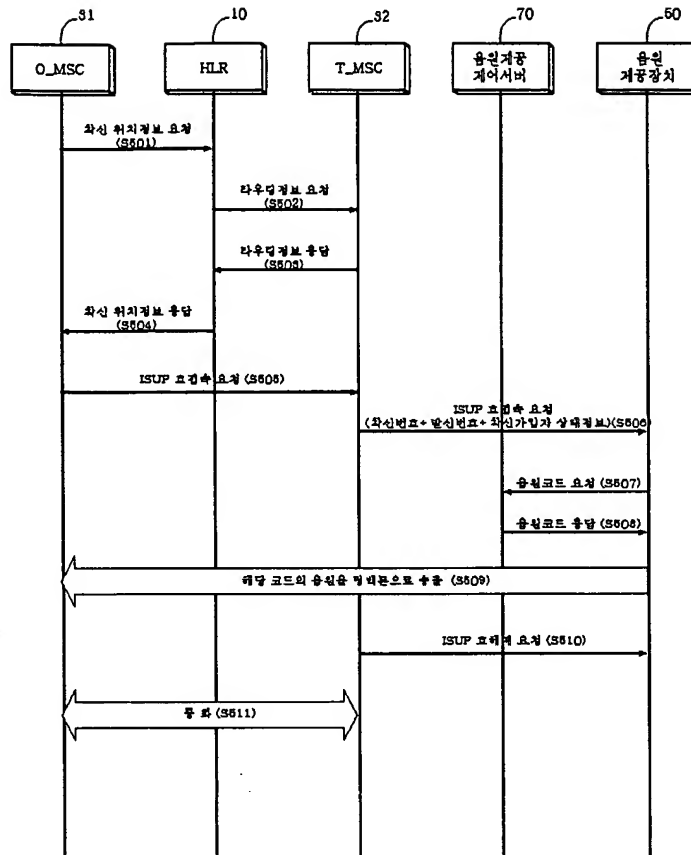 31
10
32
70
50
O_MSC
HLR
T_MSC
음원제공
제어서버
음원
제공장치
착신 위치정보 요청
(S501)
라우팅정보 요청
(S502)
라우팅정보 응답
(S503)
착신 위치정보 응답
(S504)
ISUP 호접속 요청 (S505)
ISUP 호접속 요청
(착신번호+ 발신번호+ 착신가입자 상태정보)(S506)
음원코드 요청 (S507)
음원코드 응답 (S508)
해당 코드의 음원을 링백톤으로 송출 (S509)
ISUP 호해제 요청 (S510)
통 화 (S511)